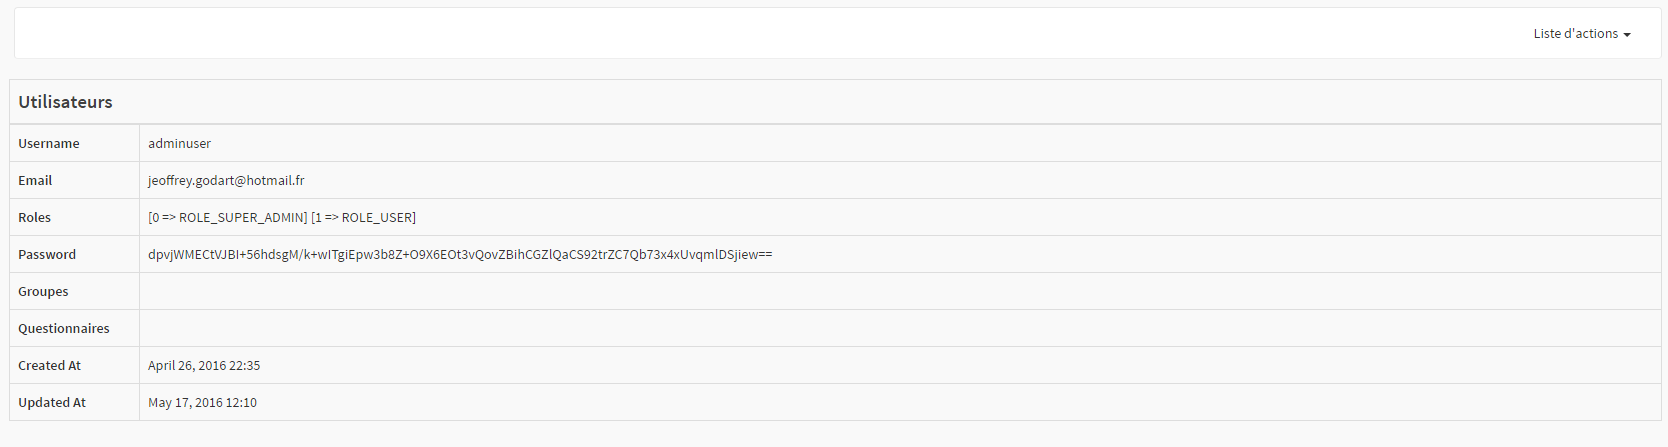 Liste d'actions
Utilisateurs
Username adminuser
Email jeoffrey.godart@hotmail.fr
Roles [0 => ROLE_SUPER_ADMIN] [1 => ROLE_USER]
Password dpvjWMECtVJBI+56hdsgM/k+wITgiEpw3b8Z+O9X6EOt3vQovZBihCGZlQaCS92trZC7Qb73x4xUvqmlDSjiew==
Groupes
Questionnaires
Created At April 26, 2016 22:35
Updated At May 17, 2016 12:10